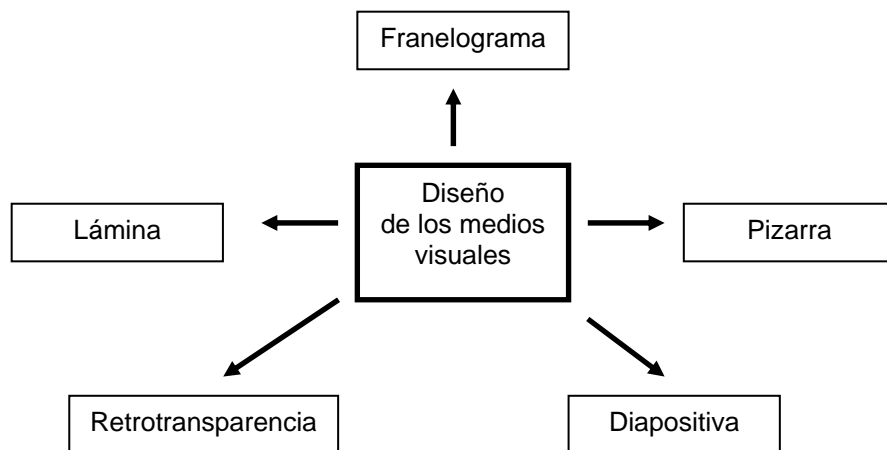 Franelograma
Diseño
de los medios
visuales
Lámina
Pizarra
Retrotransparencia
Diapositiva